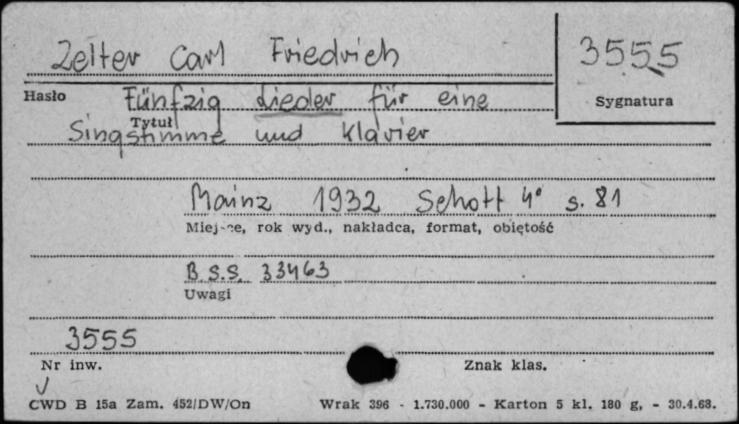 Zelter Carl Friedrich
3555
Hasło
Fünfzig Lieder für eine
Sygnatura
Tytuł
Singstimme und Klavier
Mainz 1932 Schott 4° s. 81
Miejsce, rok wyd., nakładca, format, objętość
B.S.S. 33463
Uwagi
3555
Nr inw.
Znak klas.
CWD B 15a Zam. 452/DW/On Wrak 396 - 1.730.000 - Karton 5 kl. 180 g, - 30.4.68.